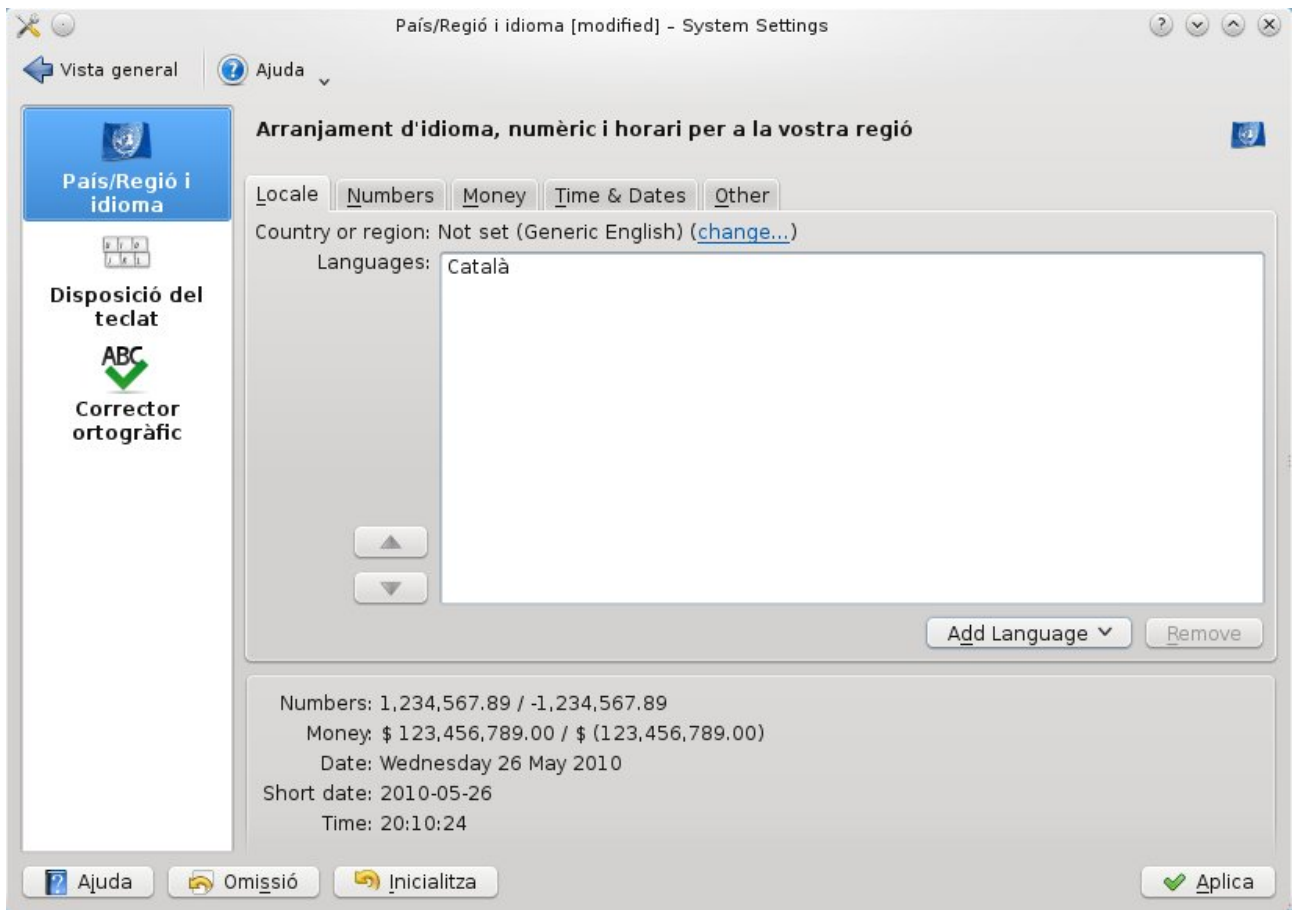 País/Regió i idioma [modified] – System Settings
Vista general
Ajuda
País/Regió i
idioma
Disposició del
teclat
ABC
Corrector
ortogràfic
Arranjament d'idioma, numèric i horari per a la vostra regió
Locale Numbers Money Time & Dates Other
Country or region: Not set (Generic English) (change...)
Languages: Català
Add Language Remove
Numbers: 1,234,567.89 / -1,234,567.89
Money: $ 123,456,789.00 / $ (123,456,789.00)
Date: Wednesday 26 May 2010
Short date: 2010-05-26
Time: 20:10:24
Ajuda Omissió Inicialitza Aplica